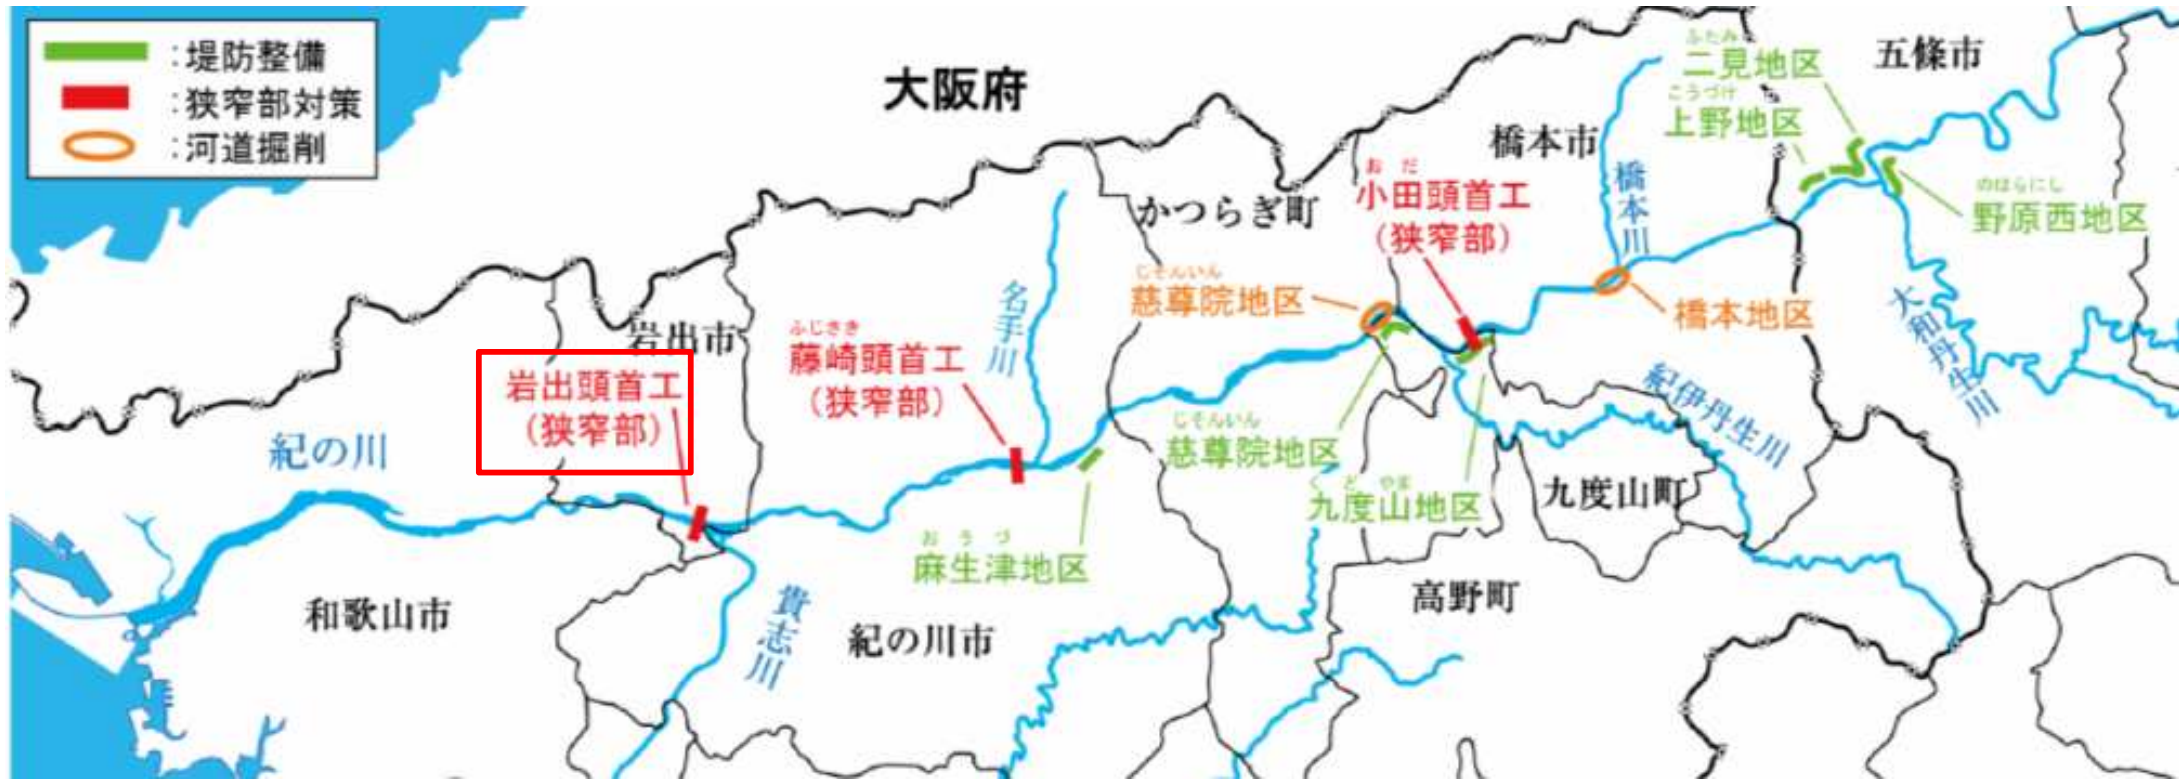 :堤防整備
:狭窄部対策
:河道掘削
大阪府
五條市
ふたみ
二見地区
こうづけ
上野地区
のはらにし
野原西地区
橋本市
橋本川
おだ
小田頭首工
(狭窄部)
かつらぎ町
じそんいん
慈尊院地区
橋本地区
大和丹生川
名手川
岩出市
ふじさき
藤崎頭首工
(狭窄部)
岩出頭首工
(狭窄部)
紀の川
紀伊丹生川
じそんいん
慈尊院地区
くどやま
九度山地区
九度山町
おうづ
麻生津地区
高野町
和歌山市
貴志川
紀の川市